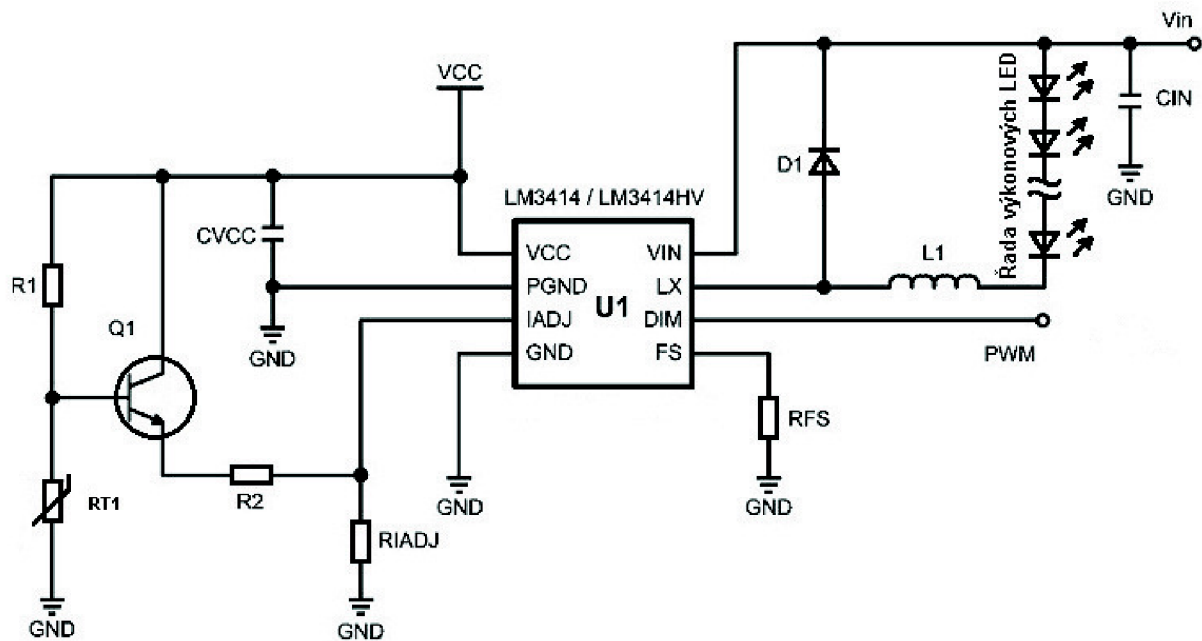 Vin
VCC
Řada výkonových LED
CIN
GND
D1
LM3414 / LM3414HV
CVCC
VCC
VIN
L1
R1
PGND
LX
U1
Q1
IADJ
DIM
GND
GND
FS
PWM
RFS
RT1
R2
GND
GND
RIADJ
GND
GND